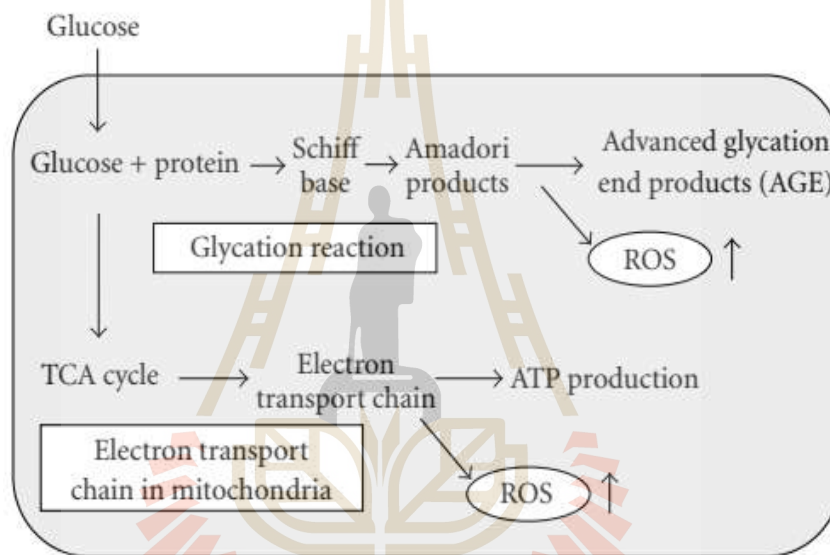 Glucose
Glucose + protein
Schiff
base
Amadori
products
Advanced glycation
end products (AGE)
Glycation reaction
ROS
TCA cycle
Electron
transport chain
ATP production
Electron transport
chain in mitochondria
ROS